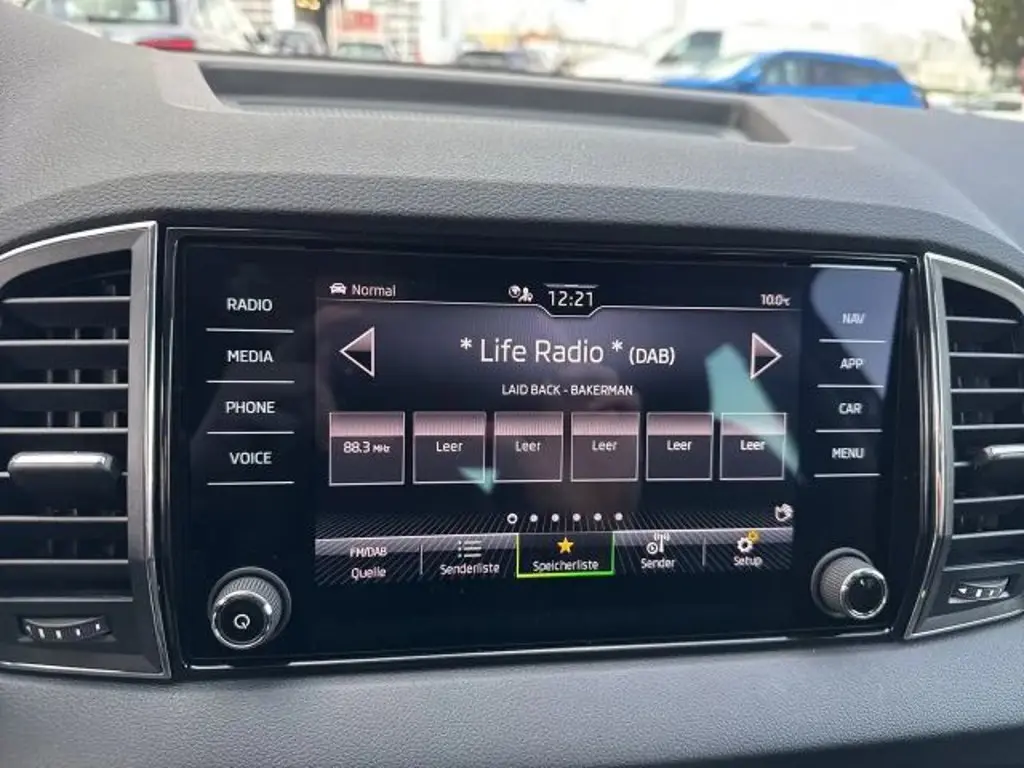 RADIO
MEDIA
PHONE
VOICE
Normal
12:21
10.0°C
* Life Radio * (DAB)
LAID BACK - BAKERMAN
88.3 MHz
Leer
Leer
Leer
Leer
Leer
FM/DAB
Quelle
Senderliste
Speicherliste
Sender
Setup
NAV
APP
CAR
MENU